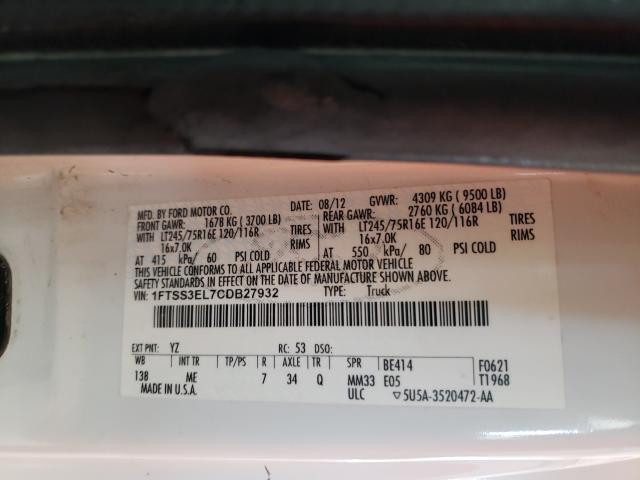 MFD. BY FORD MOTOR CO.
DATE: 08/12 GVWR: 4309 KG (9500 LB)
FRONT GAWR: 1678 KG (3700 LB)
WITH LT245/75R16E 120/116R TIRES
16x7.0K RIMS
AT 415 kPa/ 60 PSI COLD
REAR GAWR: 2760 KG (6084 LB)
WITH LT245/75R16E 120/116R TIRES
16x7.0K RIMS
AT 550 kPa/ 80 PSI COLD
THIS VEHICLE CONFORMS TO ALL APPLICABLE FEDERAL MOTOR VEHICLE
SAFETY STANDARDS IN EFFECT ON THE DATE OF MANUFACTURE SHOWN ABOVE.
VIN: 1FTSS3EL7CDB27932 TYPE: Truck
EXT PNT: YZ RC: 53 DSO:
WB INT TR TP/PS R AXLE TR SPR BE414 F0621
138 ME 7 34 Q MM33 E05 T1968
MADE IN U.S.A. ULC ▽5U5A-3520472-AA